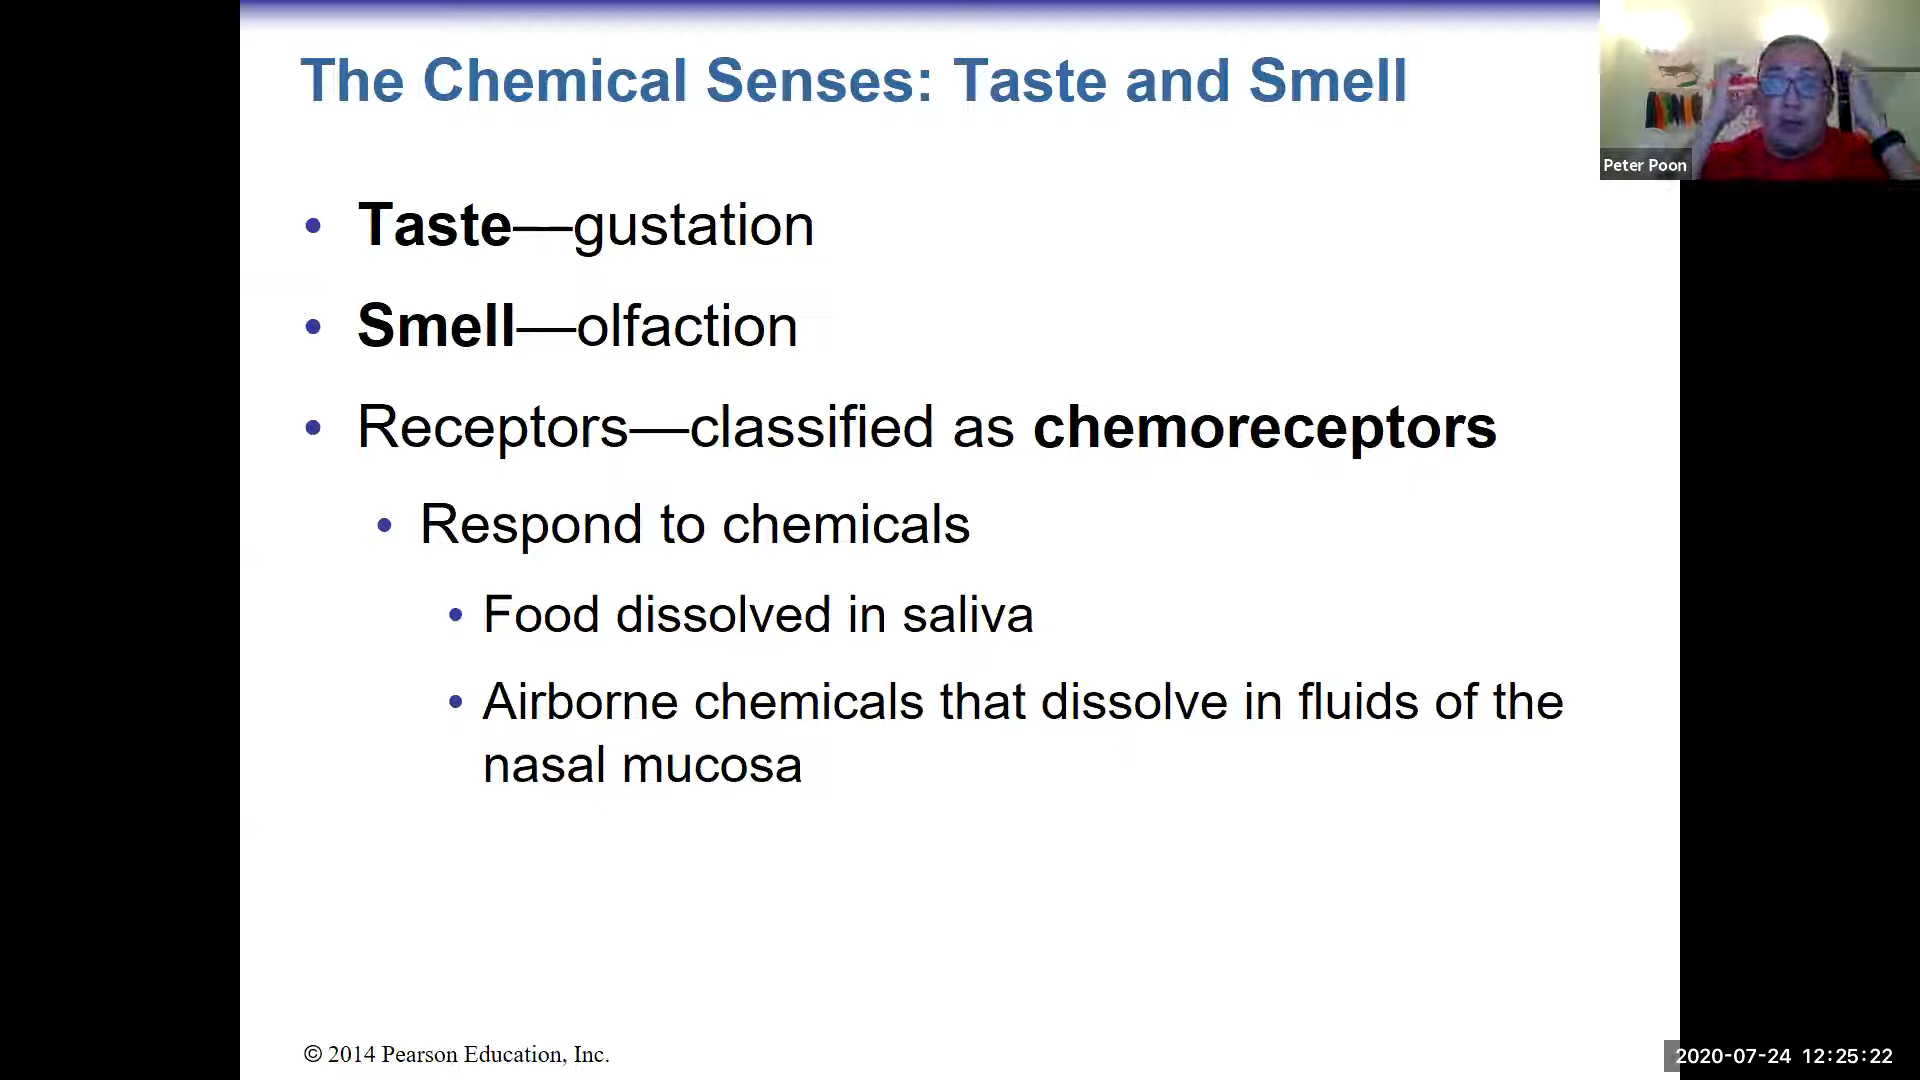 The Chemical Senses: Taste and Smell
• Taste—gustation
• Smell—olfaction
• Receptors—classified as chemoreceptors
• Respond to chemicals
• Food dissolved in saliva
• Airborne chemicals that dissolve in fluids of the
nasal mucosa
© 2014 Pearson Education, Inc.
Peter Poon
2020-07-24 12:25:22